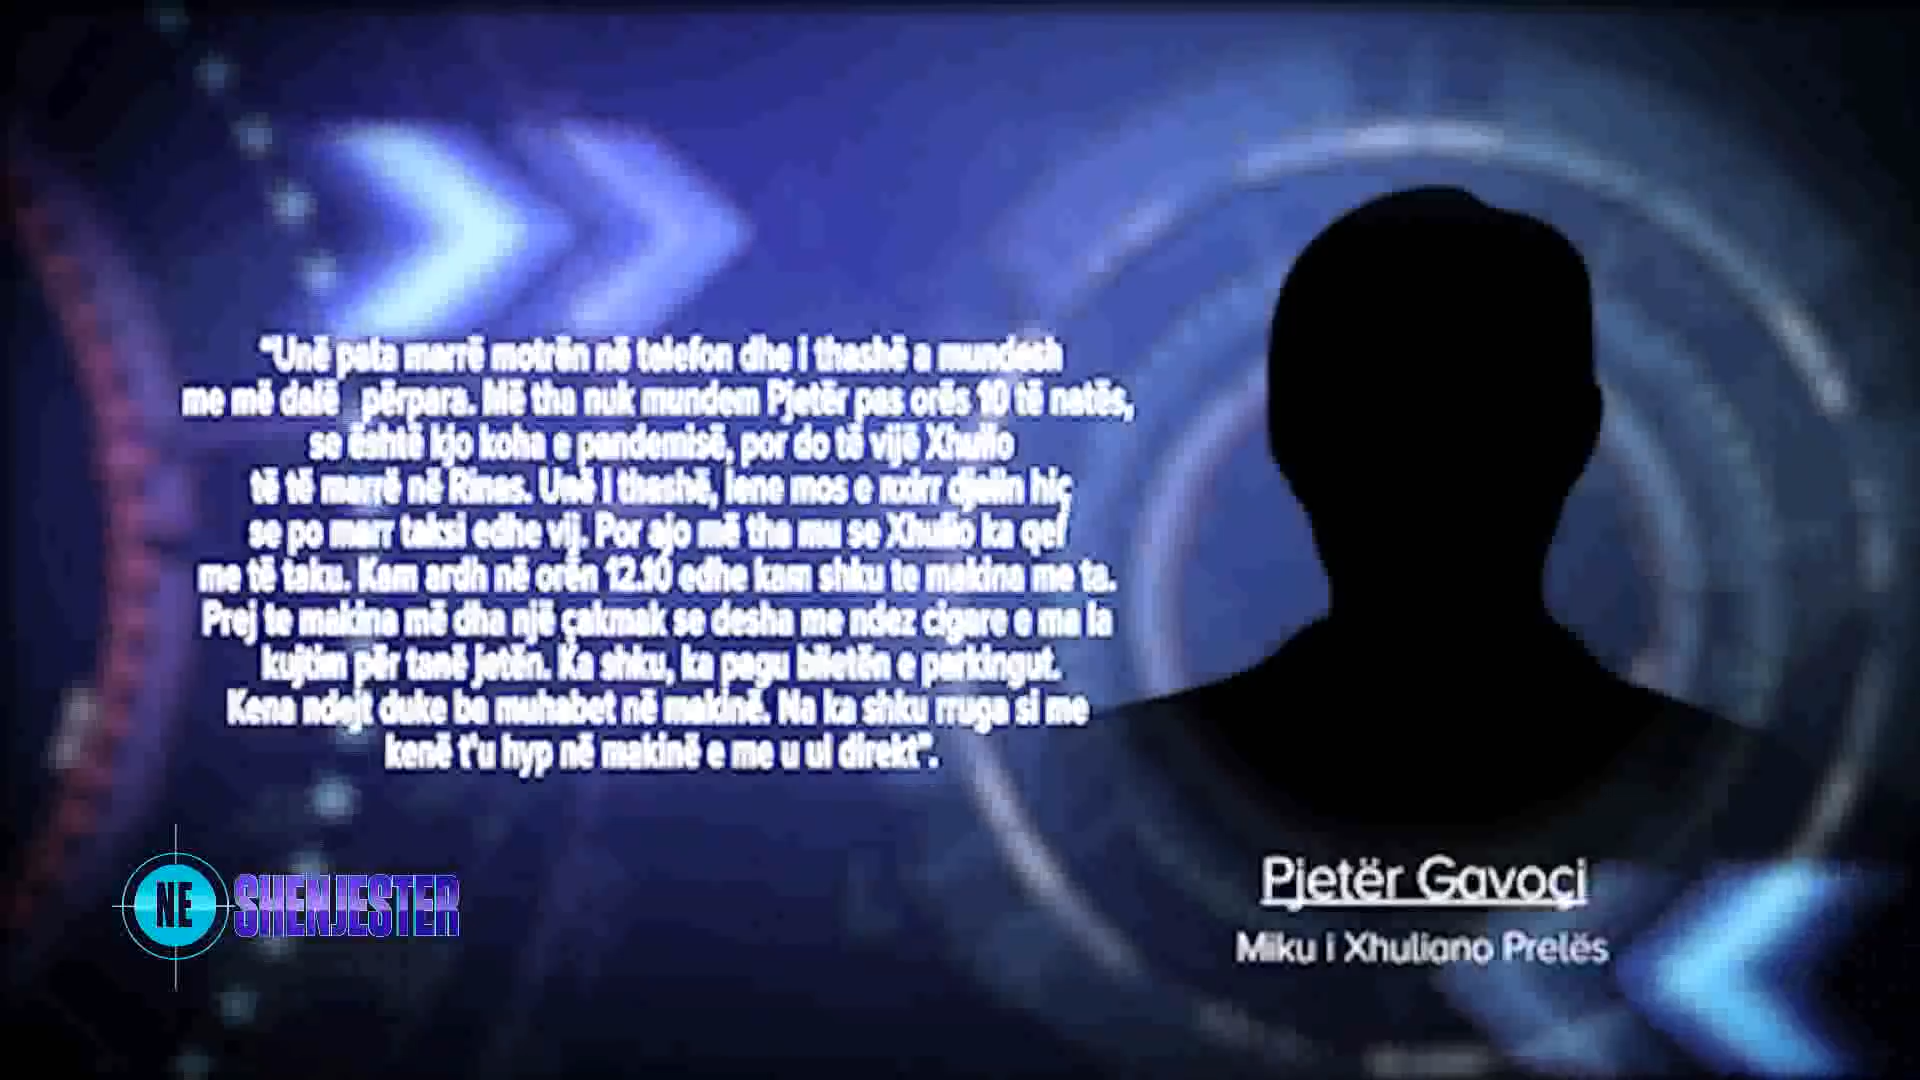 "Unë pata marrë motrën në telefon dhe i thashë a mundesh
me më dalë përpara. Më tha nuk mundem Pjetër pas orës 10 të natës,
se është kjo koha e pandemisë, por do të vijë Xhulio
të të marrë në Rinas. Unë i thashë, lene mos e nxirr djalin hiç
se po marr taksi edhe vij. Por ajo më tha mu se Xhulio ka qef
me të taku. Kam ardh në orën 12.10 edhe kam shku te makina me ta.
Prej te makina më dha një çakmak se desha me ndez cigare e ma la
kujtim për tanë jetën. Ka shku, ka pagu biletën e parkingut.
Kena ndejt duke ba muhabet në makinë. Na ka shku rruga si me
kenë t'u hyp në makinë e me u ul direkt".
NE SHENJESTER
Pjetër Gavoçi
Miku i Xhuliano Prelës